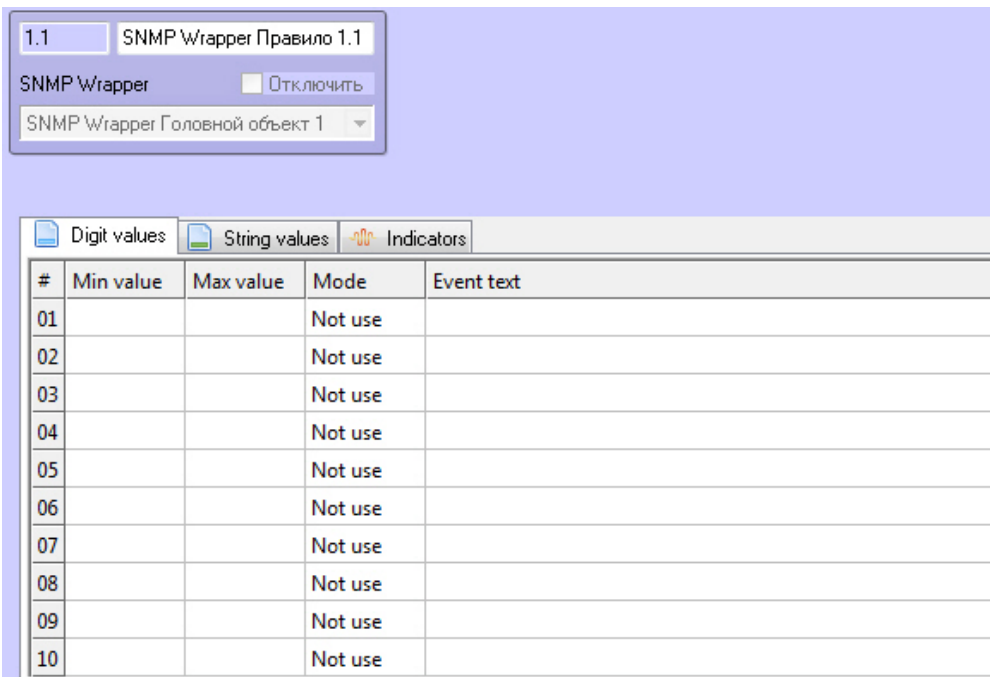 1.1 SNMP Wrapper Правило 1.1
SNMP Wrapper Отключить
SNMP Wrapper Головной объект 1
Digit values String values Indicators
# Min value Max value Mode Event text
01 Not use
02 Not use
03 Not use
04 Not use
05 Not use
06 Not use
07 Not use
08 Not use
09 Not use
10 Not use